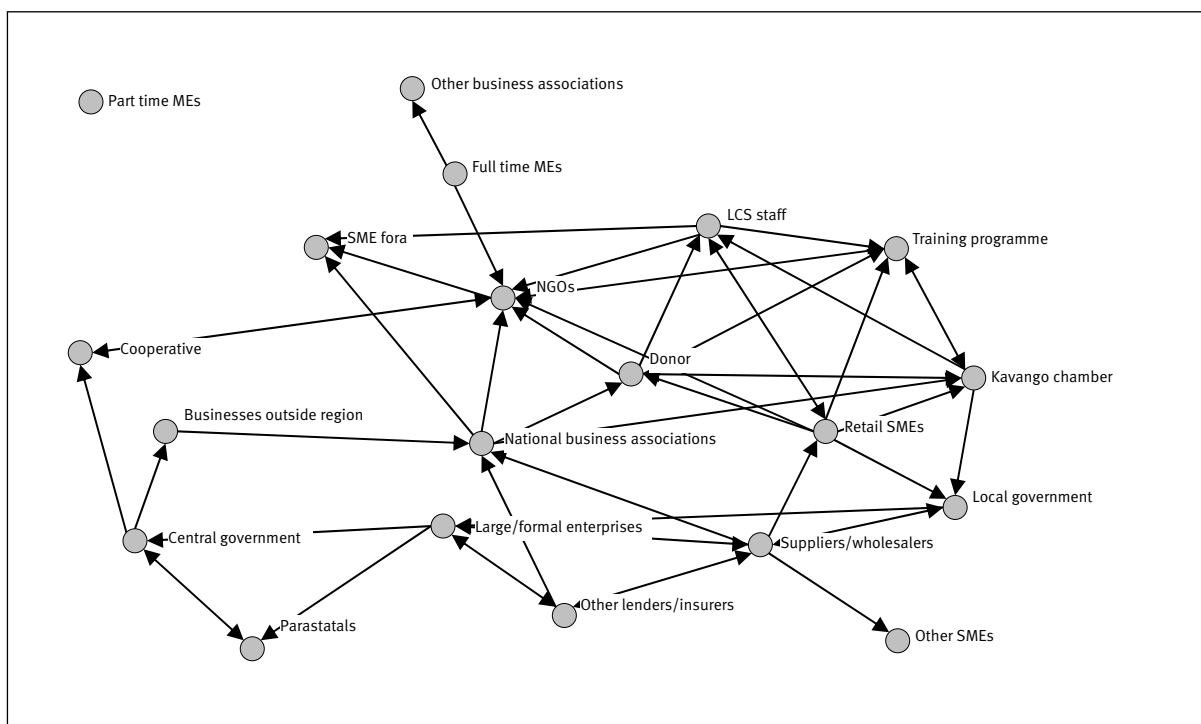 Other business associations
Part time MEs
Full time MEs
LCS staff
SME fora
Training programme
NGOs
Cooperative
Donor
Kavango chamber
Businesses outside region
Retail SMEs
National business associations
Local government
Large/formal enterprises
Central government
Suppliers/wholesalers
Other lenders/insurers
Parastatals
Other SMEs